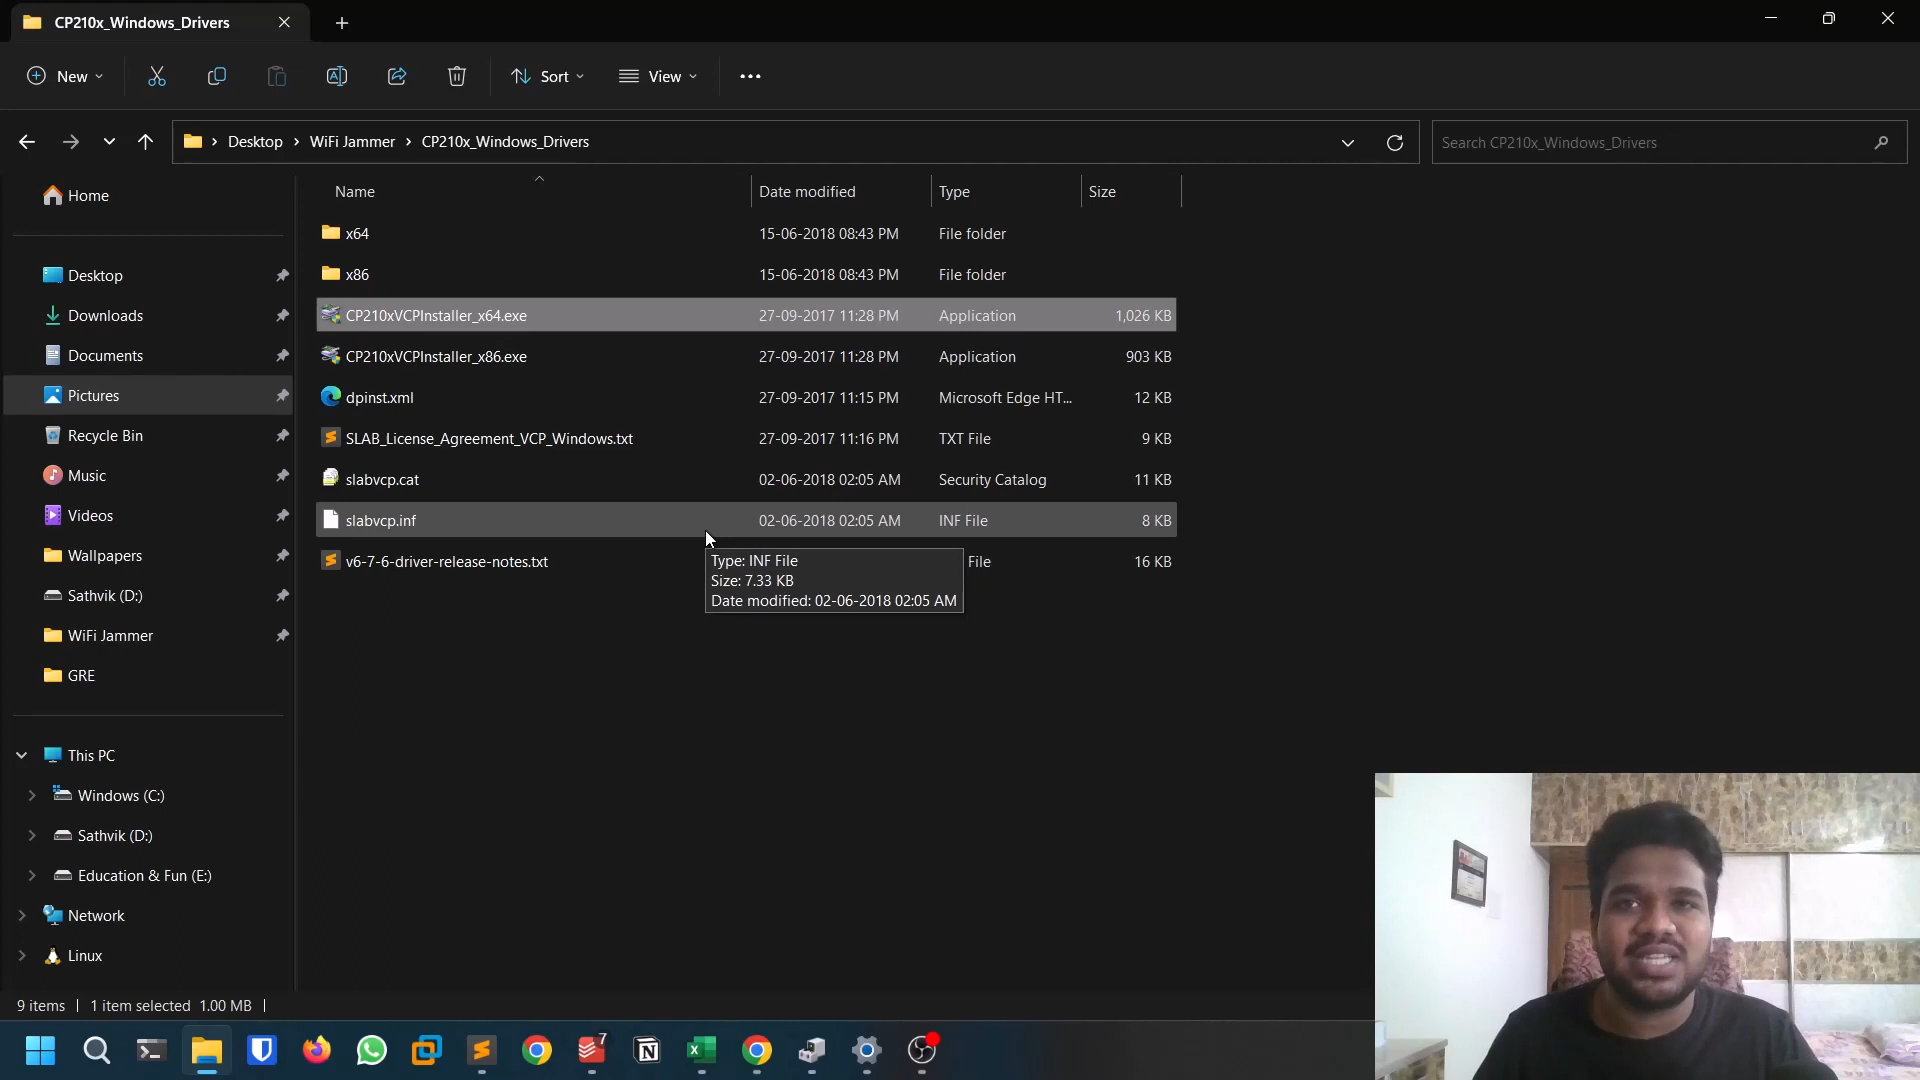 CP210x_Windows_Drivers
New
Sort
View
Desktop
WiFi Jammer
CP210x_Windows_Drivers
Search CP210x_Windows_Drivers
Name
Date modified
Type
Size
x64
15-06-2018 08:43 PM
File folder
x86
15-06-2018 08:43 PM
File folder
CP210xVCPInstaller_x64.exe
27-09-2017 11:28 PM
Application
1,026 KB
CP210xVCPInstaller_x86.exe
27-09-2017 11:28 PM
Application
903 KB
dpinst.xml
27-09-2017 11:15 PM
Microsoft Edge HT...
12 KB
SLAB_License_Agreement_VCP_Windows.txt
27-09-2017 11:16 PM
TXT File
9 KB
slabvcp.cat
02-06-2018 02:05 AM
Security Catalog
11 KB
slabvcp.inf
02-06-2018 02:05 AM
INF File
8 KB
v6-7-6-driver-release-notes.txt
File
16 KB
Type: INF File
Size: 7.33 KB
Date modified: 02-06-2018 02:05 AM
Home
Desktop
Downloads
Documents
Pictures
Recycle Bin
Music
Videos
Wallpapers
Sathvik (D:)
WiFi Jammer
GRE
This PC
Windows (C:)
Sathvik (D:)
Education & Fun (E:)
Network
Linux
9 items
1 item selected 1.00 MB
7